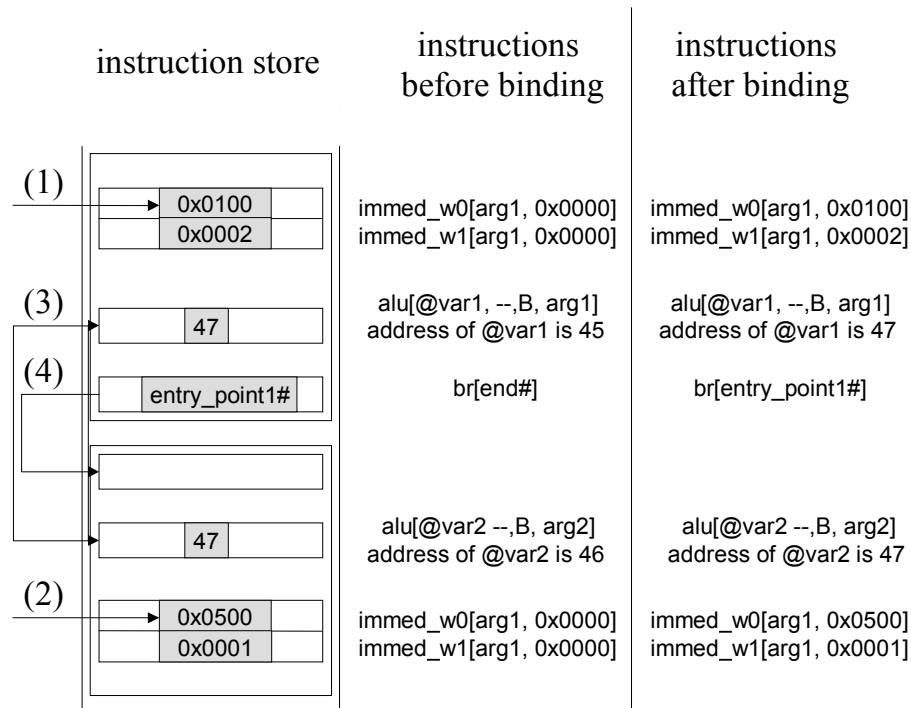 instruction store
instructions
before binding
instructions
after binding
(1)
0x0100
0x0002
immed_w0[arg1, 0x0000]
immed_w1[arg1, 0x0000]
immed_w0[arg1, 0x0100]
immed_w1[arg1, 0x0002]
(3)
47
alu[@var1, --,B, arg1]
address of @var1 is 45
alu[@var1, --,B, arg1]
address of @var1 is 47
(4)
entry_point1#
br[end#]
br[entry_point1#]
47
alu[@var2 --,B, arg2]
address of @var2 is 46
alu[@var2 --,B, arg2]
address of @var2 is 47
(2)
0x0500
0x0001
immed_w0[arg1, 0x0000]
immed_w1[arg1, 0x0000]
immed_w0[arg1, 0x0500]
immed_w1[arg1, 0x0001]